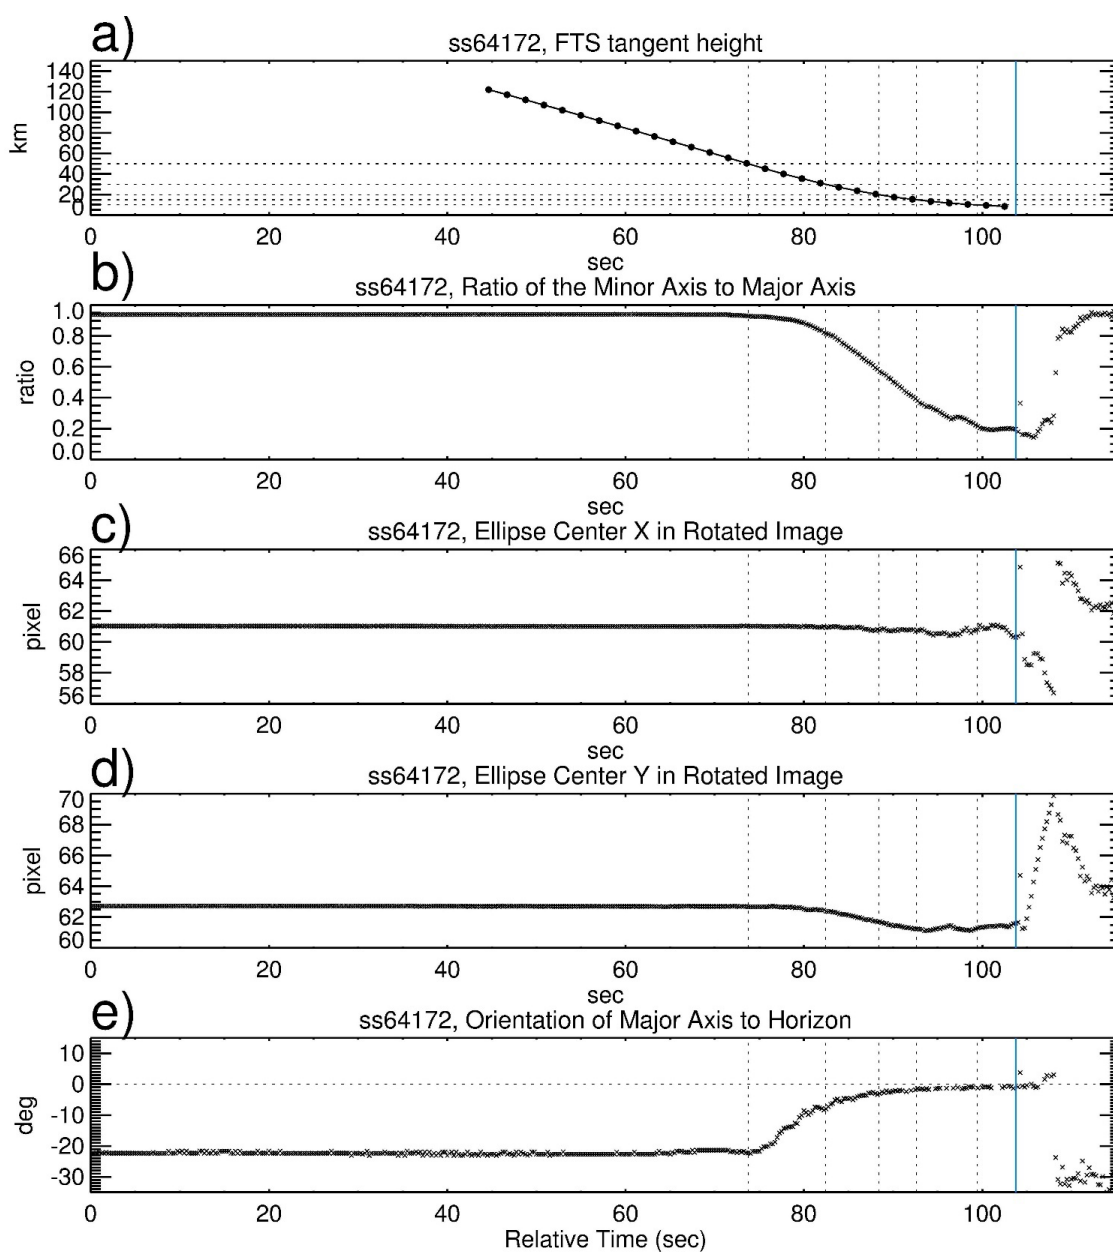 a)
ss64172, FTS tangent height
140
120
100
80
60
40
20
0
km
0 20 40 60 80 100
sec
b)
ss64172, Ratio of the Minor Axis to Major Axis
1.0
0.8
0.6
0.4
0.2
0.0
ratio
0 20 40 60 80 100
sec
c)
ss64172, Ellipse Center X in Rotated Image
66
64
62
60
58
56
pixel
0 20 40 60 80 100
sec
d)
ss64172, Ellipse Center Y in Rotated Image
70
68
66
64
62
60
pixel
0 20 40 60 80 100
sec
e)
ss64172, Orientation of Major Axis to Horizon
10
0
-10
-20
-30
deg
0 20 40 60 80 100
Relative Time (sec)